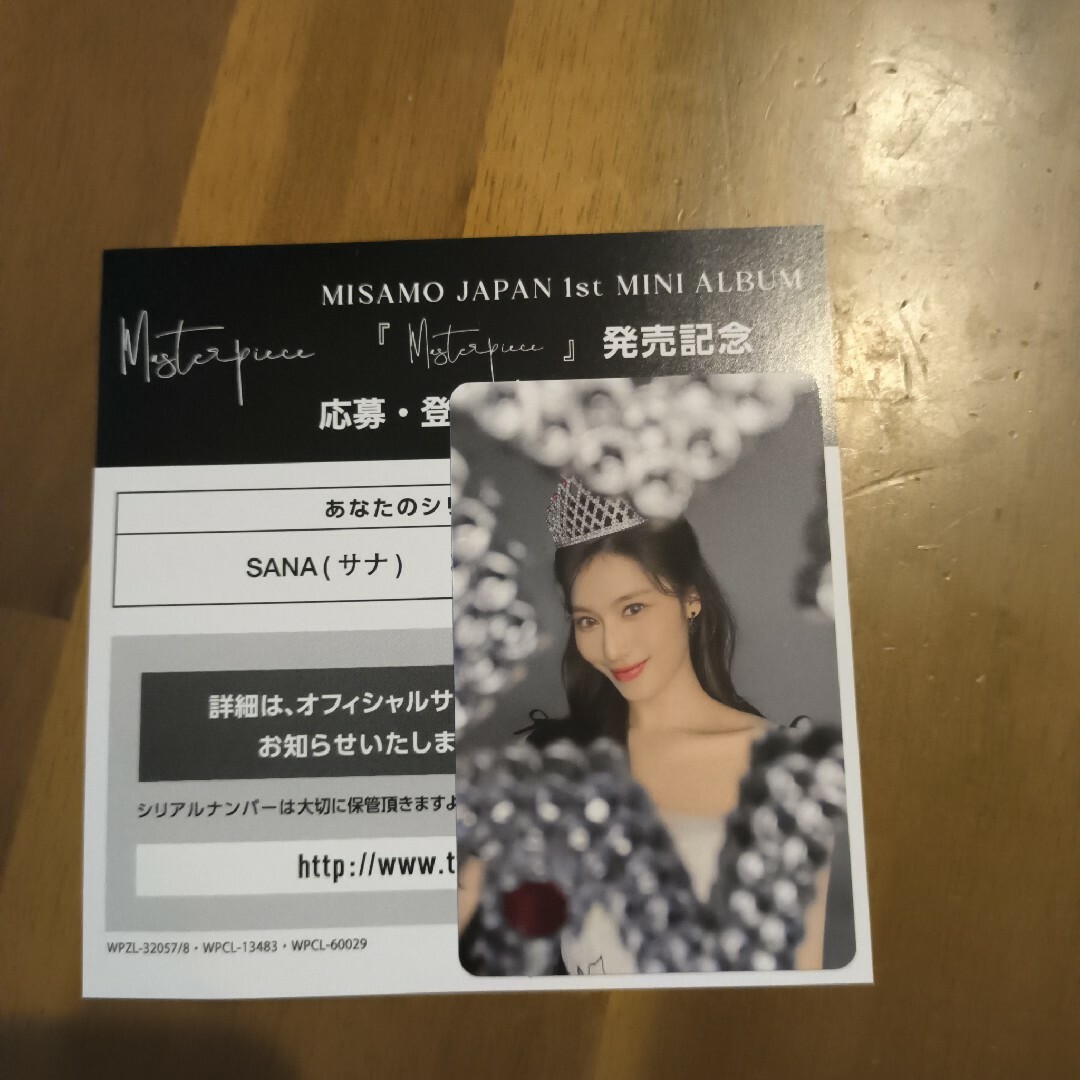 MISAMO JAPAN 1st MINI ALBUM
Masterpiece
『 Masterpiece 』 発売記念
応募・登
あなたのシリ
SANA ( サナ )
詳細は、オフィシャルサ
お知らせいたしま
シリアルナンバーは大切に保管頂きますよ
http://www.t
WPZL-32057/8・WPCL-13483・WPCL-60029